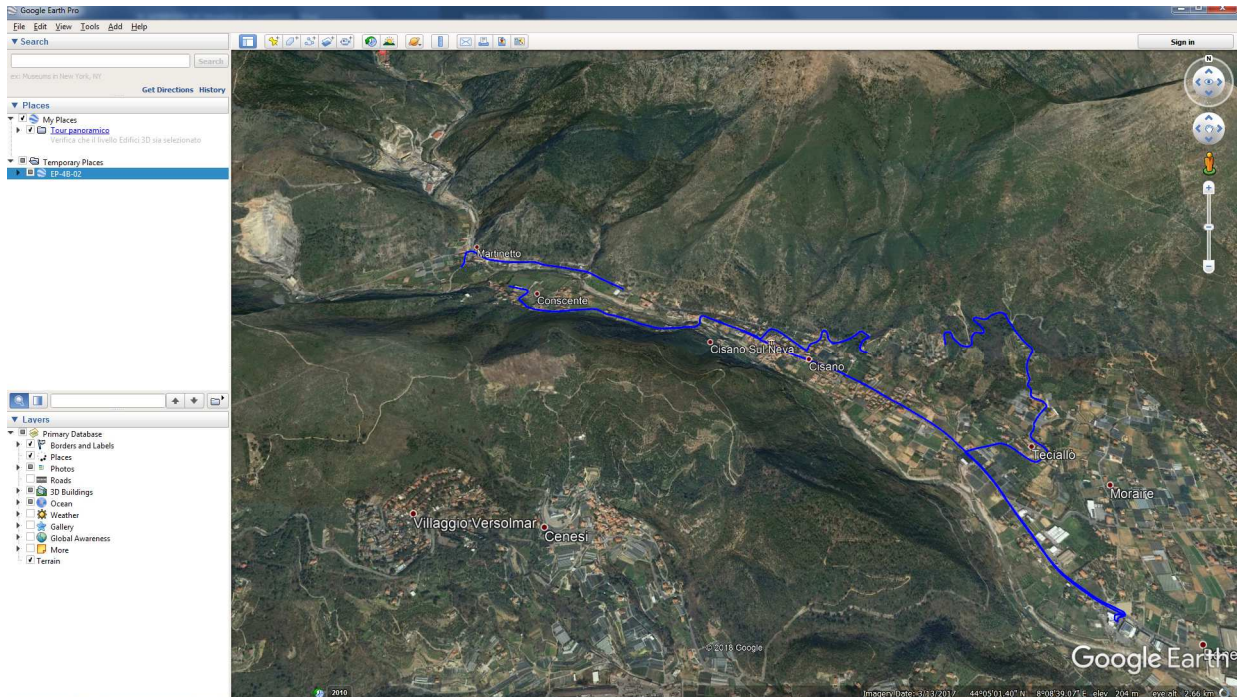 Google Earth Pro
File Edit View Tools Add Help
Search
Search
ex: Museums in New York, NY
Get Directions History
Places
My Places
Tour panoramico
Verifica che il livello Edifici 3D sia selezionato
Temporary Places
EP-4B-02
Layers
Primary Database
Borders and Labels
Places
Photos
Roads
3D Buildings
Ocean
Weather
Gallery
Global Awareness
More
Terrain
Sign in
N
Martinetto
Conscente
Cisano Sul Neva
Cisano
Teciallo
Moraire
Villaggio Versolmar
Cenesi
© 2018 Google
Google Earth
2010
Imagery Date: 3/13/2017 44°05'01.40" N 8°08'39.07" E elev 204 m eye alt 2.66 km